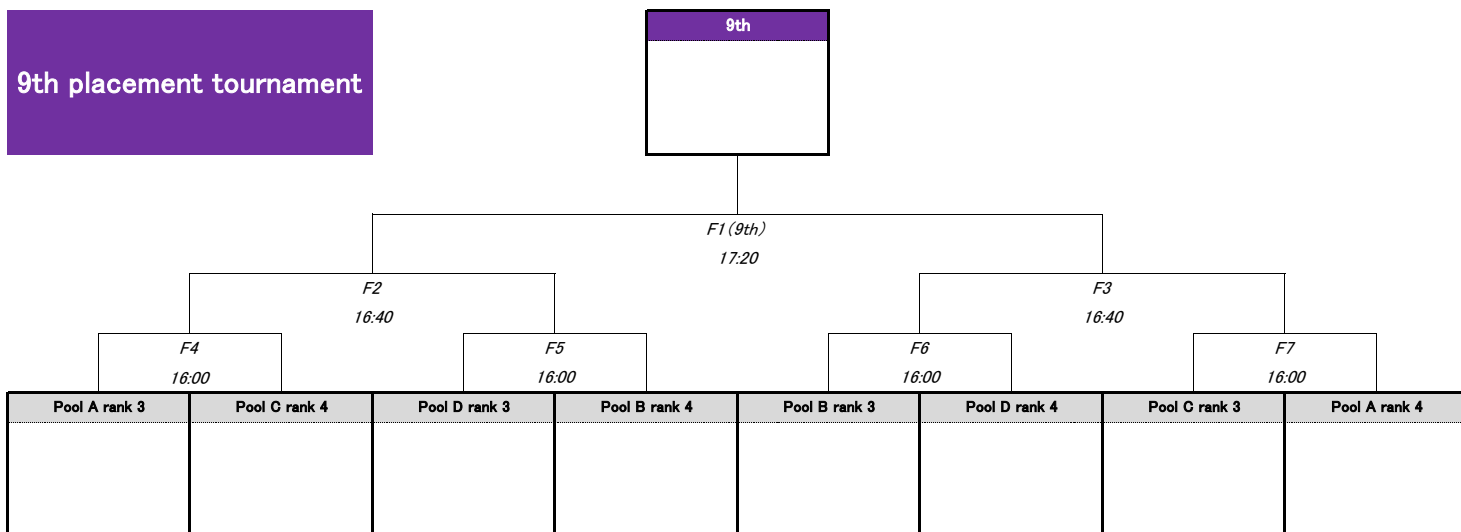 9th placement tournament
9th
F1(9th)
17:20
F2
16:40
F3
16:40
F4
16:00
F5
16:00
F6
16:00
F7
16:00
Pool A rank 3
Pool C rank 4
Pool D rank 3
Pool B rank 4
Pool B rank 3
Pool D rank 4
Pool C rank 3
Pool A rank 4